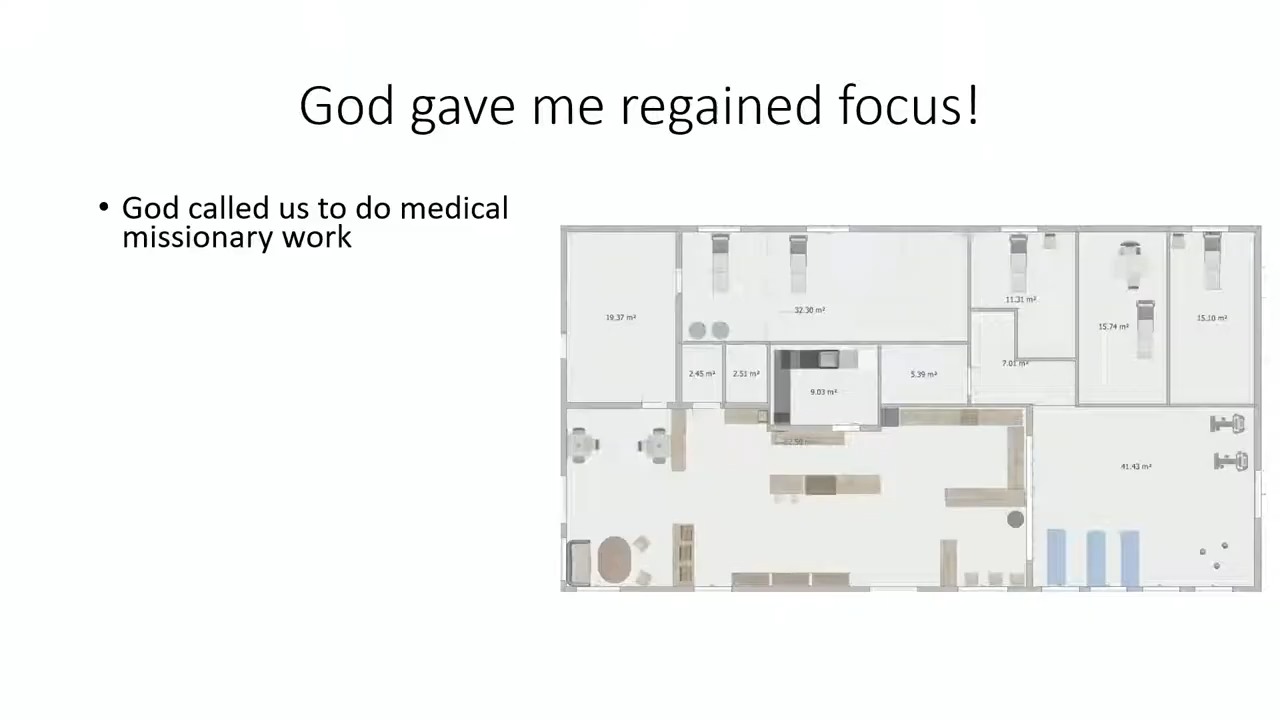 God gave me regained focus!
• God called us to do medical
missionary work
19.37 m²
32.30 m²
11.31 m²
15.74 m²
15.10 m²
2.45 m²
2.51 m²
9.03 m²
5.39 m²
7.01 m²
41.43 m²